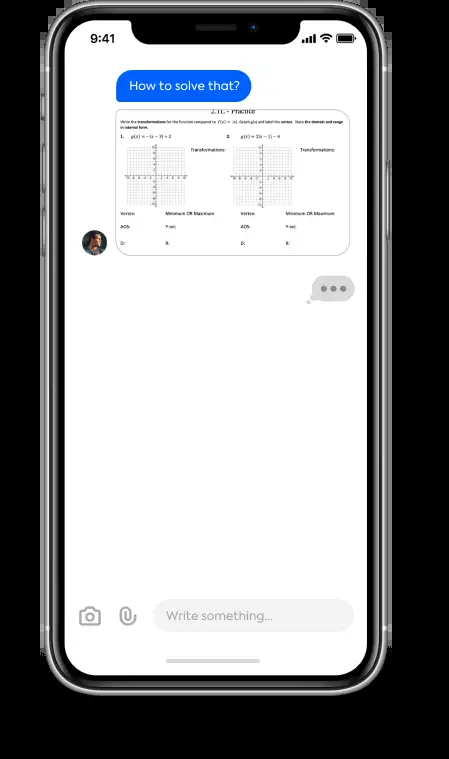 9:41
How to solve that?
2.1L - Practice
Write the transformations for the function compared to f(x) = |x|. Graph g(x) and label the vertex. State the domain and range
in interval form.
1. g(x) = −|x − 3| + 2 2. g(x) = 2|x − 1| − 4
Transformations: Transformations:
Vertex: Minimum OR Maximum Vertex: Minimum OR Maximum
AOS: Y-int: AOS: Y-int:
D: R: D: R:
Write something...